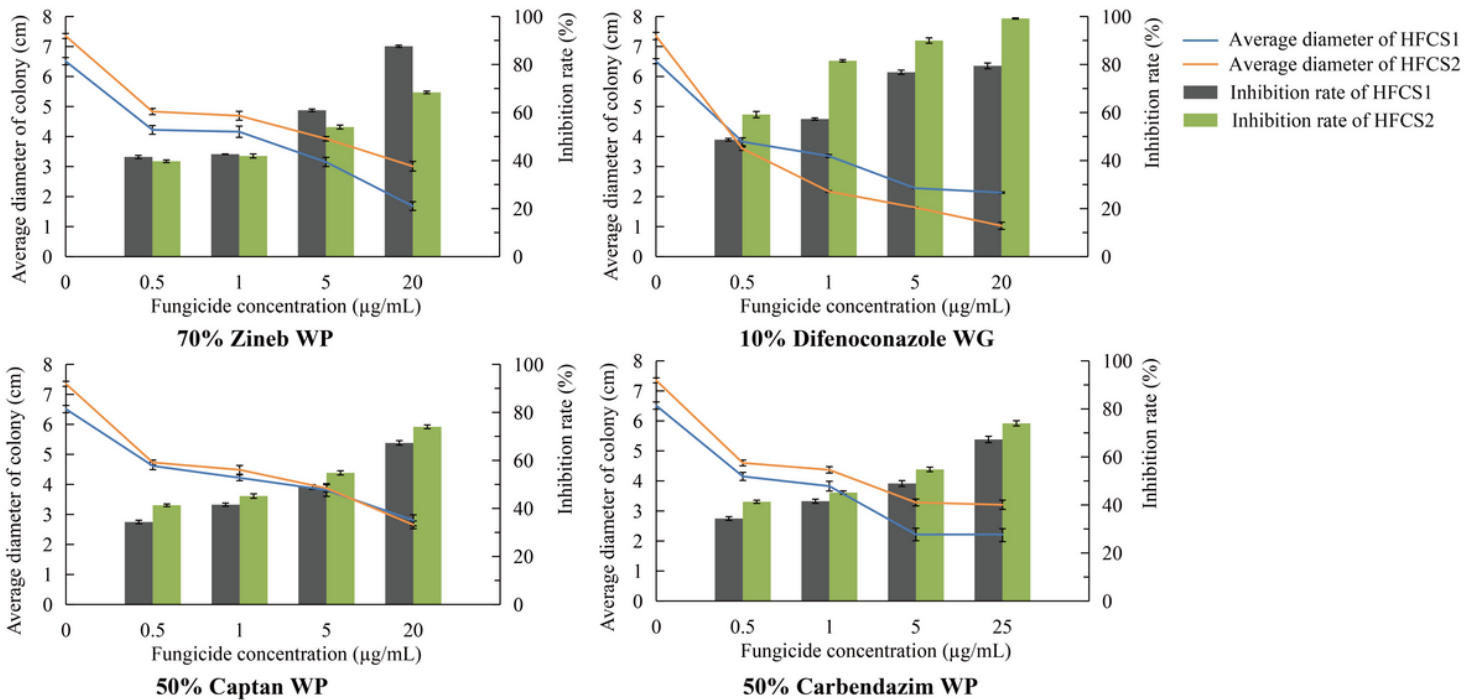 Average diameter of colony (cm)
8
7
6
5
4
3
2
1
0
100
80
60
40
20
0
Inhibition rate (%)
0 0.5 1 5 20
Fungicide concentration (µg/mL)
70% Zineb WP
Average diameter of colony (cm)
8
7
6
5
4
3
2
1
0
100
80
60
40
20
0
Inhibition rate (%)
0 0.5 1 5 20
Fungicide concentration (µg/mL)
10% Difenoconazole WG
Average diameter of HFCS1
Average diameter of HFCS2
Inhibition rate of HFCS1
Inhibition rate of HFCS2
Average diameter of colony (cm)
8
7
6
5
4
3
2
1
0
100
80
60
40
20
0
Inhibition rate (%)
0 0.5 1 5 20
Fungicide concentration (µg/mL)
50% Captan WP
Average diameter of colony (cm)
8
7
6
5
4
3
2
1
0
100
80
60
40
20
0
Inhibition rate (%)
0 0.5 1 5 25
Fungicide concentration (µg/mL)
50% Carbendazim WP